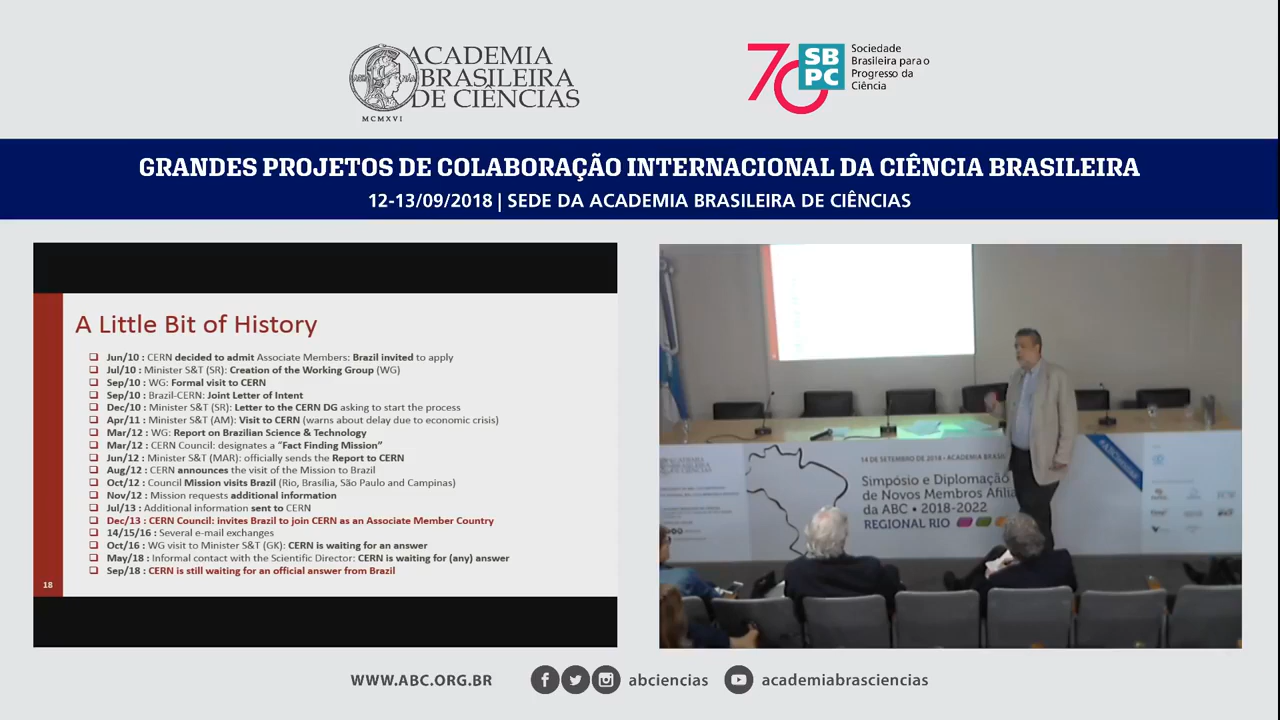 ACADEMIA
BRASILEIRA
DE CIÊNCIAS
MCMXVI
70
SB
PC
Sociedade
Brasileira para o
Progresso da
Ciência
GRANDES PROJETOS DE COLABORAÇÃO INTERNACIONAL DA CIÊNCIA BRASILEIRA
12-13/09/2018 | SEDE DA ACADEMIA BRASILEIRA DE CIÊNCIAS
A Little Bit of History
Jun/10 : CERN decided to admit Associate Members: Brazil invited to apply
Jul/10 : Minister S&T (SR): Creation of the Working Group (WG)
Sep/10 : WG: Formal visit to CERN
Sep/10 : Brazil-CERN: Joint Letter of Intent
Dec/10 : Minister S&T (SR): Letter to the CERN DG asking to start the process
Apr/11 : Minister S&T (AM): Visit to CERN (warns about delay due to economic crisis)
Mar/12 : WG: Report on Brazilian Science & Technology
Mar/12 : CERN Council: designates a "Fact Finding Mission"
Jun/12 : Minister S&T (MAR): officially sends the Report to CERN
Aug/12 : CERN announces the visit of the Mission to Brazil
Oct/12 : Council Mission visits Brazil (Rio, Brasília, São Paulo and Campinas)
Nov/12 : Mission requests additional information
Jul/13 : Additional information sent to CERN
Dec/13 : CERN Council: invites Brazil to join CERN as an Associate Member Country
14/15/16 : Several e-mail exchanges
Oct/16 : WG visit to Minister S&T (GK): CERN is waiting for an answer
May/18 : Informal contact with the Scientific Director: CERN is waiting for (any) answer
Sep/18 : CERN is still waiting for an official answer from Brazil
18
14 DE SETEMBRO DE 2018 • ACADEMIA BRASI
Simpósio e Diplomação
de Novos Membros Afilia
da ABC • 2018-2022
REGIONAL RIO
WWW.ABC.ORG.BR
abciencias
academiabrasciencias